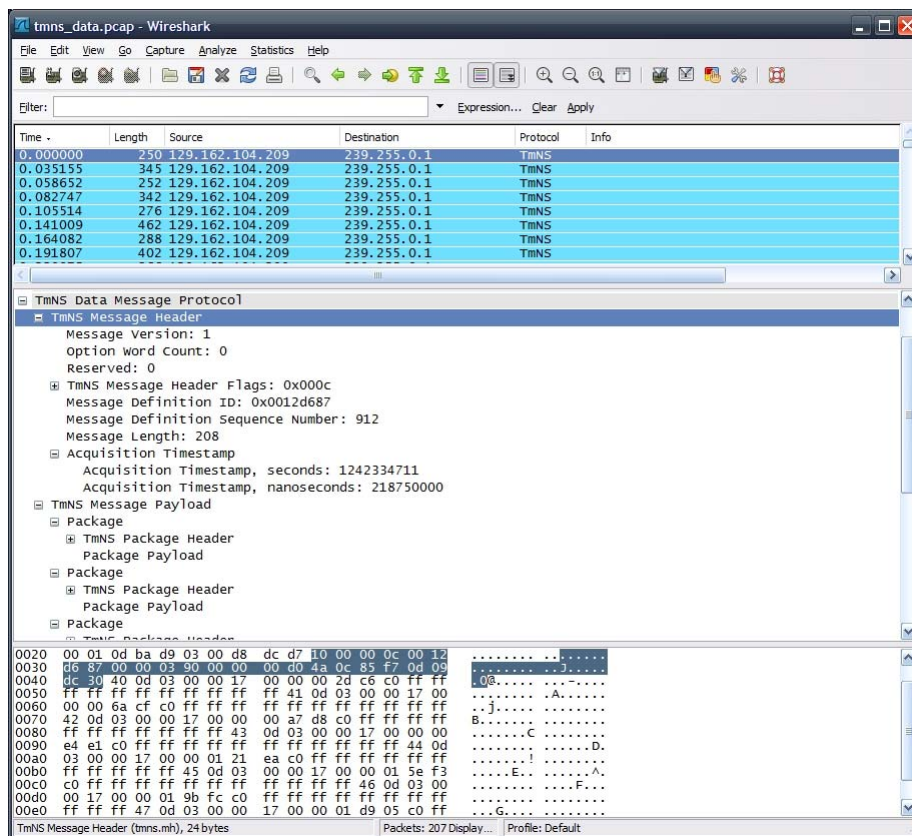 tmns_data.pcap - Wireshark
File Edit View Go Capture Analyze Statistics Help
Filter: Expression... Clear Apply
Time Length Source Destination Protocol Info
0.000000 250 129.162.104.209 239.255.0.1 TmNS
0.035155 345 129.162.104.209 239.255.0.1 TmNS
0.058652 252 129.162.104.209 239.255.0.1 TmNS
0.082747 342 129.162.104.209 239.255.0.1 TmNS
0.105514 276 129.162.104.209 239.255.0.1 TmNS
0.141009 462 129.162.104.209 239.255.0.1 TmNS
0.164082 288 129.162.104.209 239.255.0.1 TmNS
0.191807 402 129.162.104.209 239.255.0.1 TmNS
TmNS Data Message Protocol
TmNS Message Header
Message Version: 1
Option Word Count: 0
Reserved: 0
TmNS Message Header Flags: 0x000c
Message Definition ID: 0x0012d687
Message Definition Sequence Number: 912
Message Length: 208
Acquisition Timestamp
Acquisition Timestamp, seconds: 1242334711
Acquisition Timestamp, nanoseconds: 218750000
TmNS Message Payload
Package
TmNS Package Header
Package Payload
Package
TmNS Package Header
Package Payload
Package
TmNS Package Header
0020 00 01 0d ba d9 03 00 d8 dc d7 10 00 00 0c 00 12 ........ ........
0030 d6 87 00 00 03 90 00 00 00 d0 4a 0c 85 f7 0d 09 ........ ..J.....
0040 dc 30 40 0d 03 00 00 17 00 00 00 2d c6 c0 ff ff .0@..... ...-....
0050 ff ff ff ff ff ff ff ff ff 41 0d 03 00 00 17 00 ........ .A......
0060 00 00 6a cf c0 ff ff ff ff ff ff ff ff ff ff ff ..j..... ........
0070 42 0d 03 00 00 17 00 00 00 a7 d8 c0 ff ff ff ff B....... ........
0080 ff ff ff ff ff ff ff 43 0d 03 00 00 17 00 00 00 .......C ........
0090 e4 e1 c0 ff ff ff ff ff ff ff ff ff ff ff 44 0d ........ ......D.
00a0 03 00 00 17 00 00 01 21 ea c0 ff ff ff ff ff ff .......! ........
00b0 ff ff ff ff ff 45 0d 03 00 00 17 00 00 01 5e f3 .....E.. ......^.
00c0 c0 ff ff ff ff ff ff ff ff ff ff ff 46 0d 03 00 ........ ....F...
00d0 00 17 00 00 01 9b fc c0 ff ff ff ff ff ff ff ff ........ ........
00e0 ff ff ff 47 0d 03 00 00 17 00 00 01 d9 05 c0 ff ...G.... ........
TmNS Message Header (tmns.mh), 24 bytes Packets: 207 Display... Profile: Default